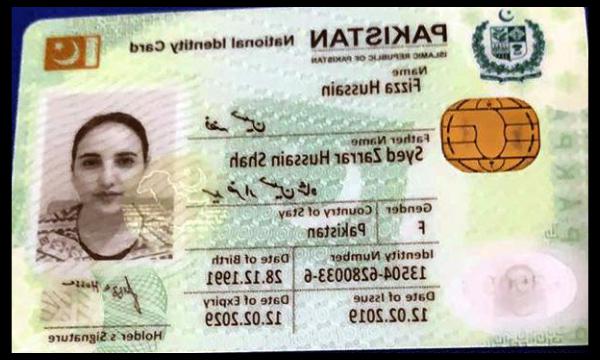 PAKISTAN National Identity Card
ISLAMIC REPUBLIC OF PAKISTAN
Name
Fizza Hussain
Father Name
Syed Zarrar Hussain Shah
Gender Country of Stay
F Pakistan
Identity Number Date of Birth
13504-6280033-6 28.12.1991
Date of Issue Date of Expiry
12.02.2019 12.02.2029
Holder's Signature